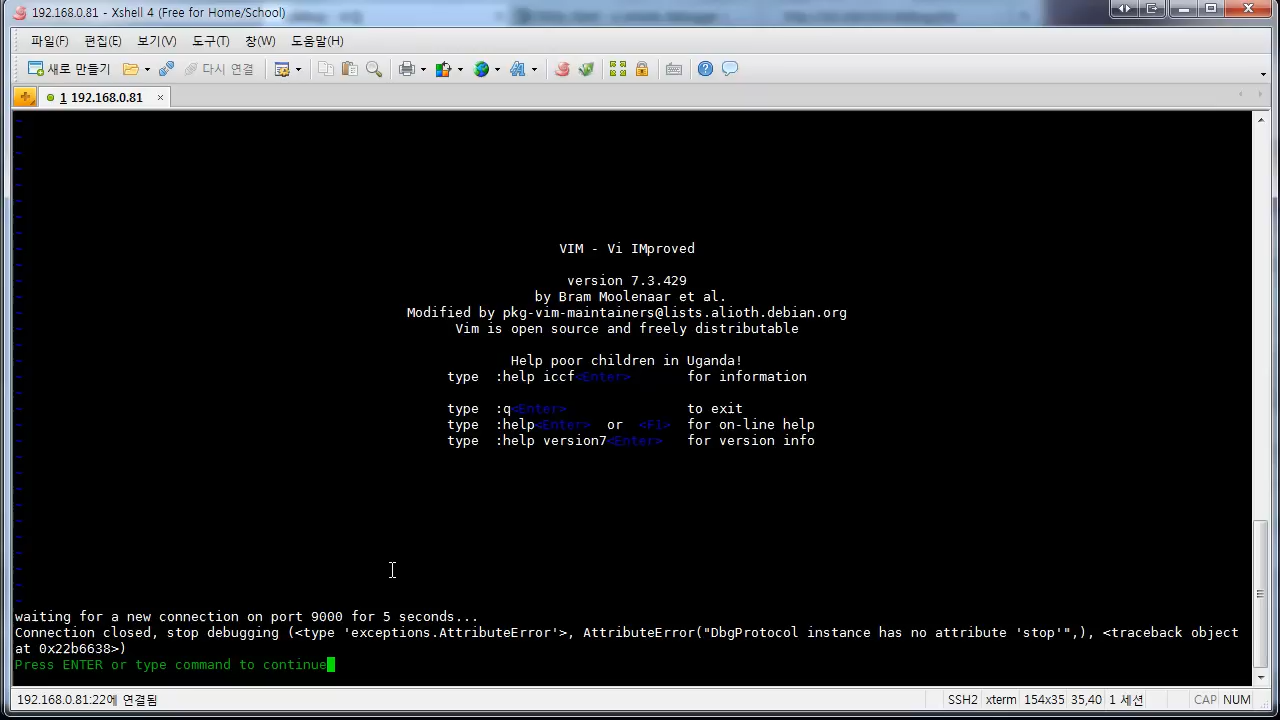 192.168.0.81 - Xshell 4 (Free for Home/School)
파일(F) 편집(E) 보기(V) 도구(T) 창(W) 도움말(H)
새로 만들기 다시 연결
1 192.168.0.81
~
~
~
~
~
~
~
~
VIM - Vi IMproved
~
version 7.3.429
by Bram Moolenaar et al.
Modified by pkg-vim-maintainers@lists.alioth.debian.org
Vim is open source and freely distributable
~
Help poor children in Uganda!
type :help iccf<Enter> for information
~
type :q<Enter> to exit
type :help<Enter> or <F1> for on-line help
type :help version7<Enter> for version info
~
~
~
~
~
~
~
~
~
~
waiting for a new connection on port 9000 for 5 seconds...
Connection closed, stop debugging (<type 'exceptions.AttributeError'>, AttributeError("DbgProtocol instance has no attribute 'stop'",), <traceback object
at 0x22b6638>)
Press ENTER or type command to continue
192.168.0.81:22에 연결됨 SSH2 xterm 154x35 35,40 1 세션 CAP NUM